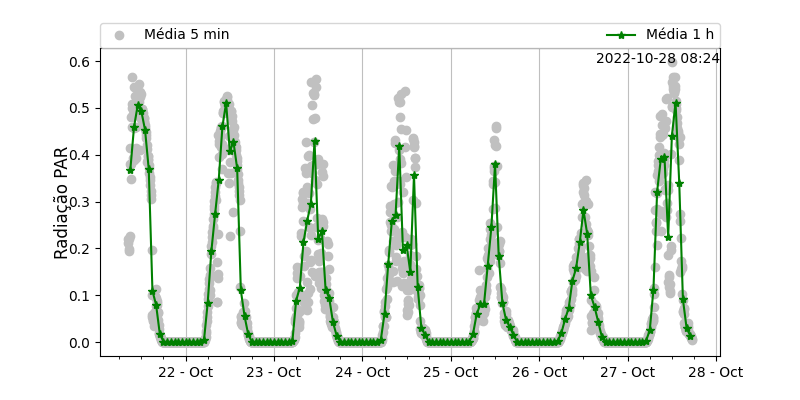 Média 5 min
Média 1 h
2022-10-28 08:24
Radiação PAR
0.6
0.5
0.4
0.3
0.2
0.1
0.0
22 - Oct
23 - Oct
24 - Oct
25 - Oct
26 - Oct
27 - Oct
28 - Oct